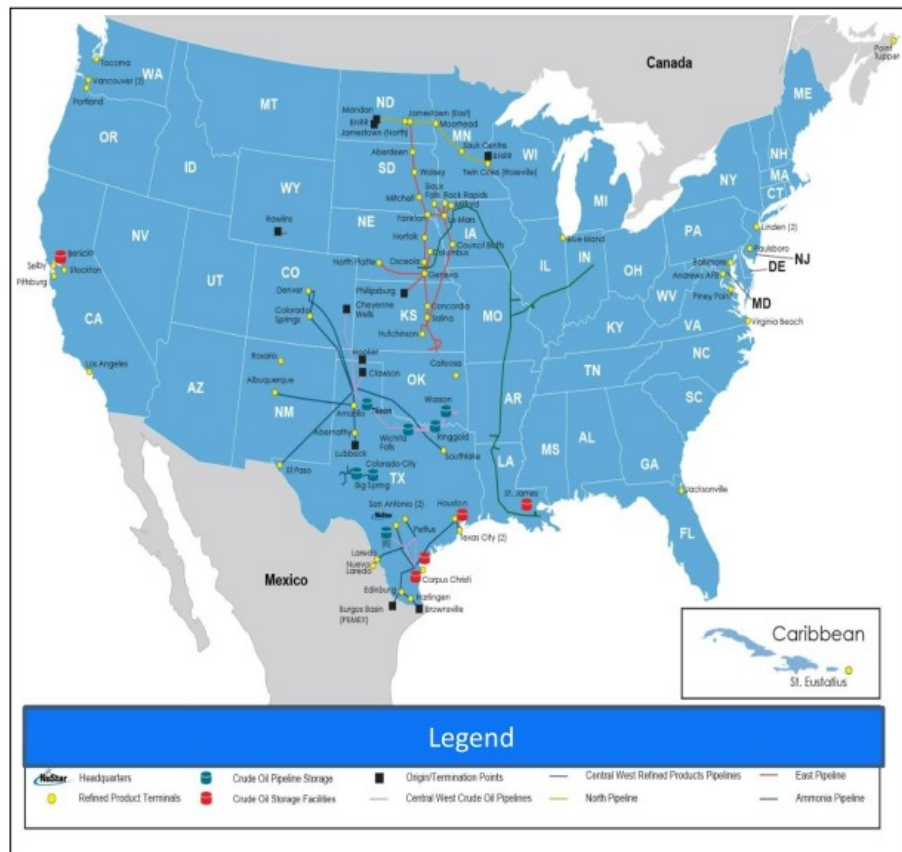 Canada
Point
Tupper
Tacoma
WA
Vancouver (2)
Portland
MT
ND
Mandan
BNRR
Jamestown (East)
Jamestown (North)
Moorhead
MN
Sauk Centre
BNRR
Twin Cities (Roseville)
WI
ME
NH
MA
CT
NY
MI
OR
ID
SD
Aberdeen
Wolsey
Mitchell
Sioux
Falls
Rock Rapids
Milford
WY
Rawlins
NE
Yankton
Le Mars
IA
Norfolk
Council Bluffs
Columbus
Osceola
North Platte
Geneva
Blue Island
PA
Linden (2)
Paulsboro
NJ
DE
Baltimore
Andrews AFB
Piney Point
MD
IL
IN
OH
WV
VA
Virginia Beach
NV
UT
CO
Benicia
Selby
Stockton
Pittsburg
CA
Denver
Colorado
Springs
Phillipsburg
Cheyenne
Wells
KS
Concordia
Salina
Hutchinson
MO
KY
NC
TN
SC
Los Angeles
AZ
NM
Rosario
Albuquerque
Hooker
Clawson
OK
Catoosa
AR
Amarillo
Dixon
Wasson
Abernathy
Wichita
Falls
Ringgold
Lubbock
Southlake
MS
AL
GA
LA
El Paso
Colorado City
Big Spring
TX
St. James
Jacksonville
FL
San Antonio (2)
NuStar
Houston
Pettus
(6)
Texas City (2)
Laredo
Nuevo
Laredo
Corpus Christi
Edinburg
Harlingen
Burgos Basin
(PEMEX)
Brownsville
Mexico
Caribbean
St. Eustatius
Legend
NuStar Headquarters
Crude Oil Pipeline Storage
Origin/Termination Points
Central West Refined Products Pipelines
East Pipeline
Refined Product Terminals
Crude Oil Storage Facilities
Central West Crude Oil Pipelines
North Pipeline
Ammonia Pipeline